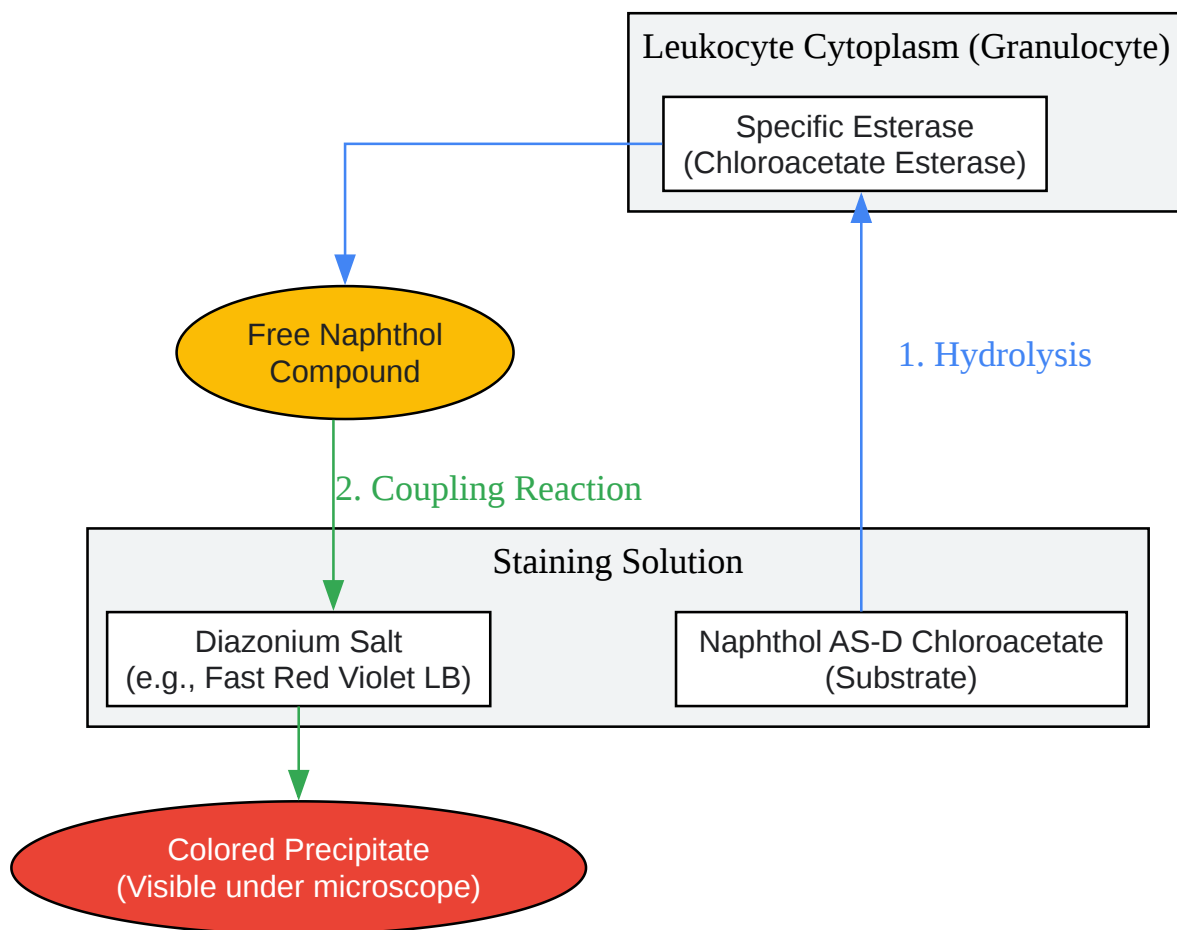 Leukocyte Cytoplasm (Granulocyte)
Specific Esterase
(Chloroacetate Esterase)
Free Naphthol
Compound
1. Hydrolysis
2. Coupling Reaction
Staining Solution
Diazonium Salt
(e.g., Fast Red Violet LB)
Naphthol AS-D Chloroacetate
(Substrate)
Colored Precipitate
(Visible under microscope)